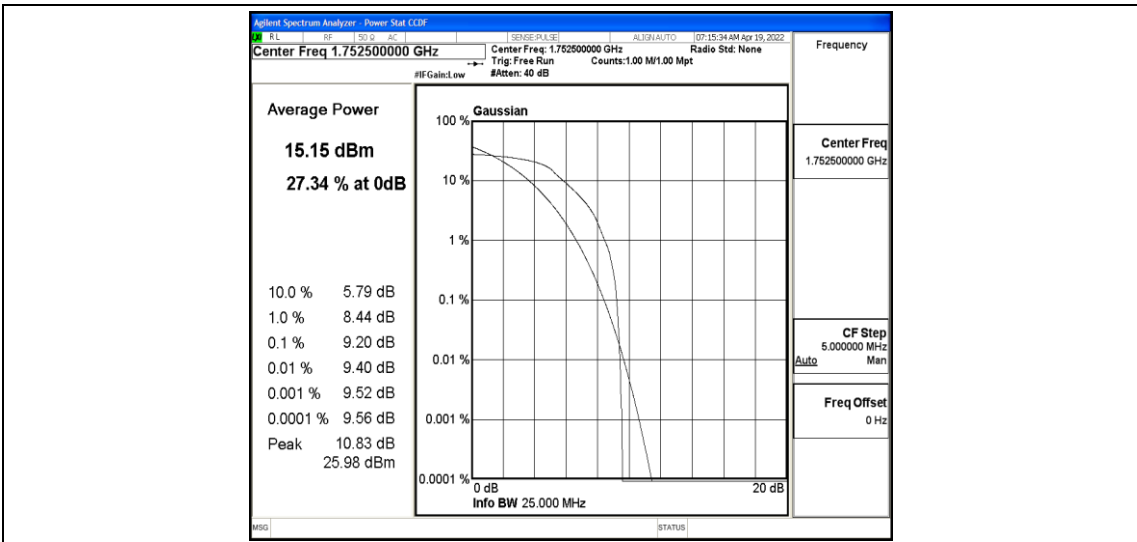 Agilent Spectrum Analyzer - Power Stat CCDF
LXI RL RF 50 Ω AC SENSE:PULSE ALIGNAUTO 07:15:34 AM Apr 19, 2022
Center Freq 1.752500000 GHz
Center Freq: 1.752500000 GHz Radio Std: None
Trig: Free Run Counts:1.00 M/1.00 Mpt
#IFGain:Low #Atten: 40 dB
Frequency
Average Power
15.15 dBm
27.34 % at 0dB
10.0 % 5.79 dB
1.0 % 8.44 dB
0.1 % 9.20 dB
0.01 % 9.40 dB
0.001 % 9.52 dB
0.0001 % 9.56 dB
Peak 10.83 dB
25.98 dBm
Gaussian
100 %
10 %
1 %
0.1 %
0.01 %
0.001 %
0.0001 %
0 dB 20 dB
Info BW 25.000 MHz
Center Freq
1.752500000 GHz
CF Step
5.000000 MHz
Auto Man
Freq Offset
0 Hz
MSG STATUS